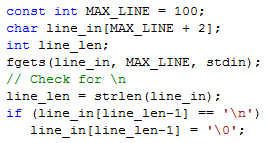 const int MAX_LINE = 100;
char line_in[MAX_LINE + 2];
int line_len;
fgets(line_in, MAX_LINE, stdin);
// Check for \n
line_len = strlen(line_in);
if (line_in[line_len-1] == '\n')
   line_in[line_len-1] = '\0';